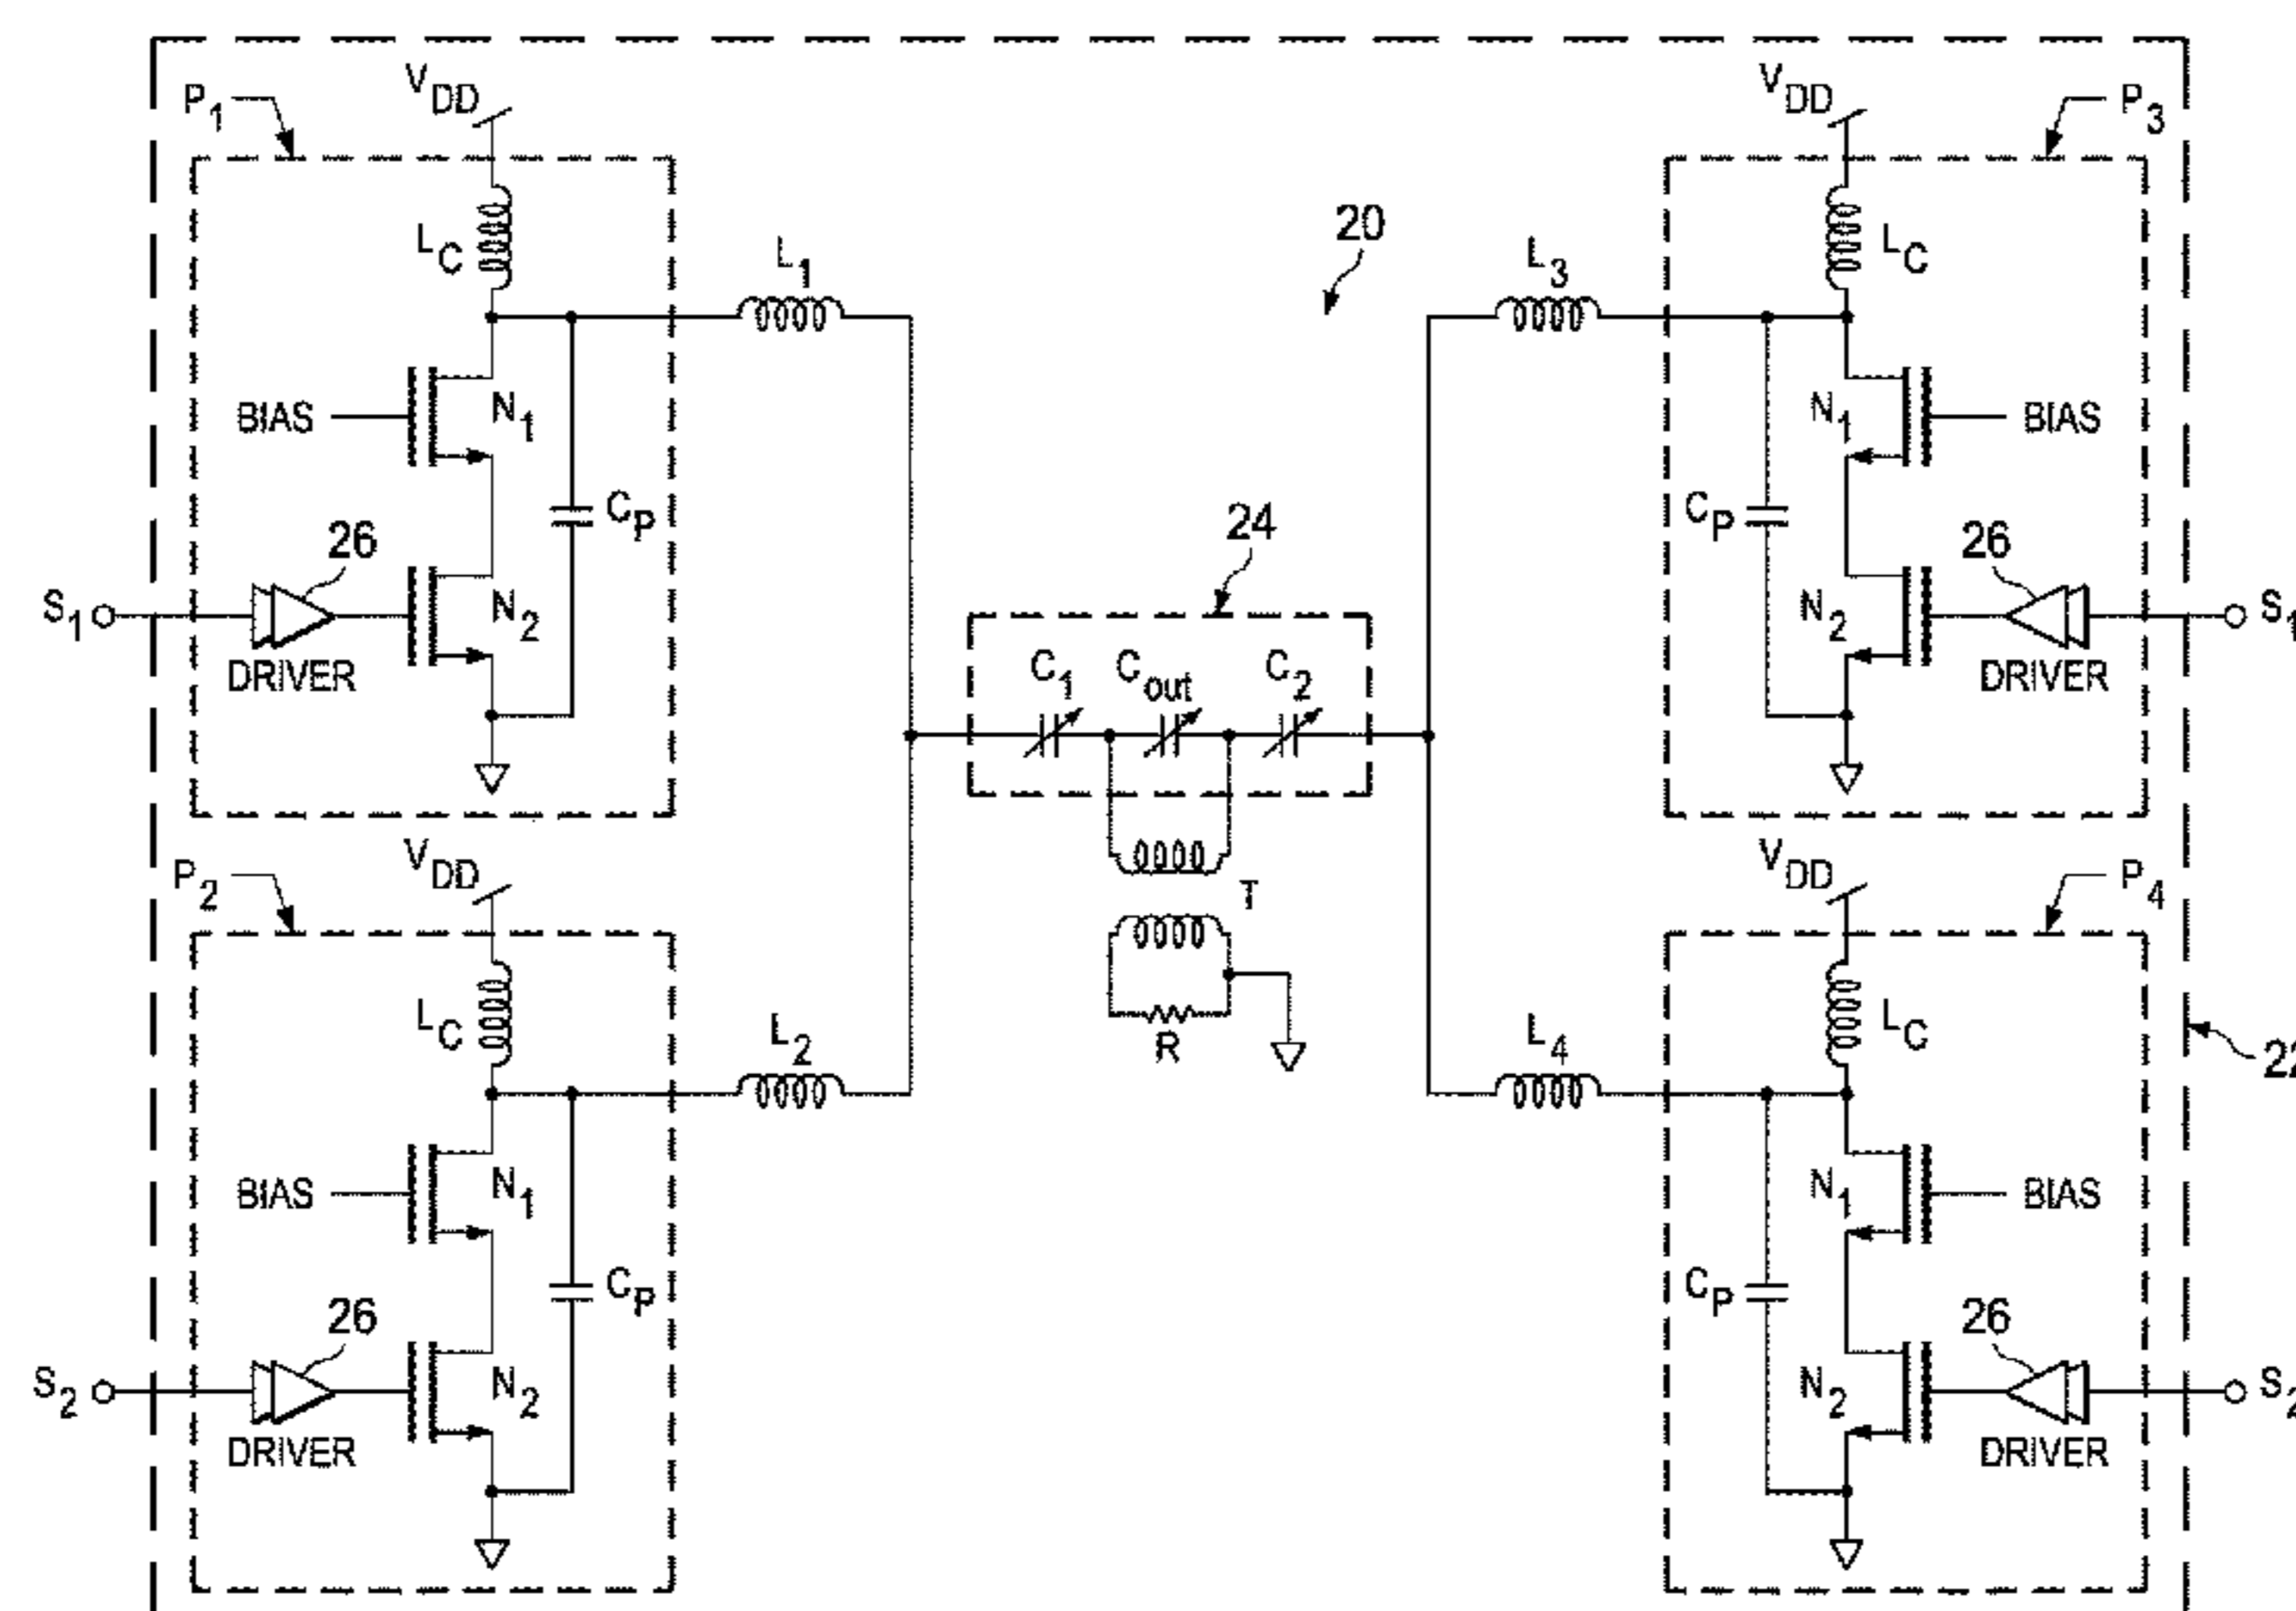 P1
VDD
VDD
P3
LC
L1
20
L3
LC
BIAS
N1
N1
BIAS
26
CP
24
CP
26
S1
N2
C1
Cout
C2
N2
S1
DRIVER
DRIVER
P2
VDD
T
VDD
P4
LC
L2
R
L4
LC
22
BIAS
N1
N1
BIAS
26
CP
CP
26
S2
N2
N2
S2
DRIVER
DRIVER